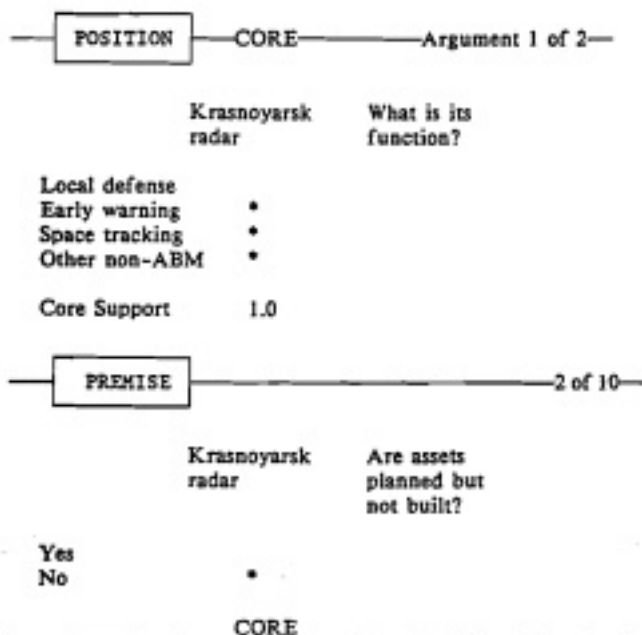 POSITION CORE Argument 1 of 2
Krasnoyarsk What is its
radar function?
Local defense
Early warning *
Space tracking *
Other non-ABM *
Core Support 1.0
PREMISE 2 of 10
Krasnoyarsk Are assets
radar planned but
not built?
Yes
No *
CORE